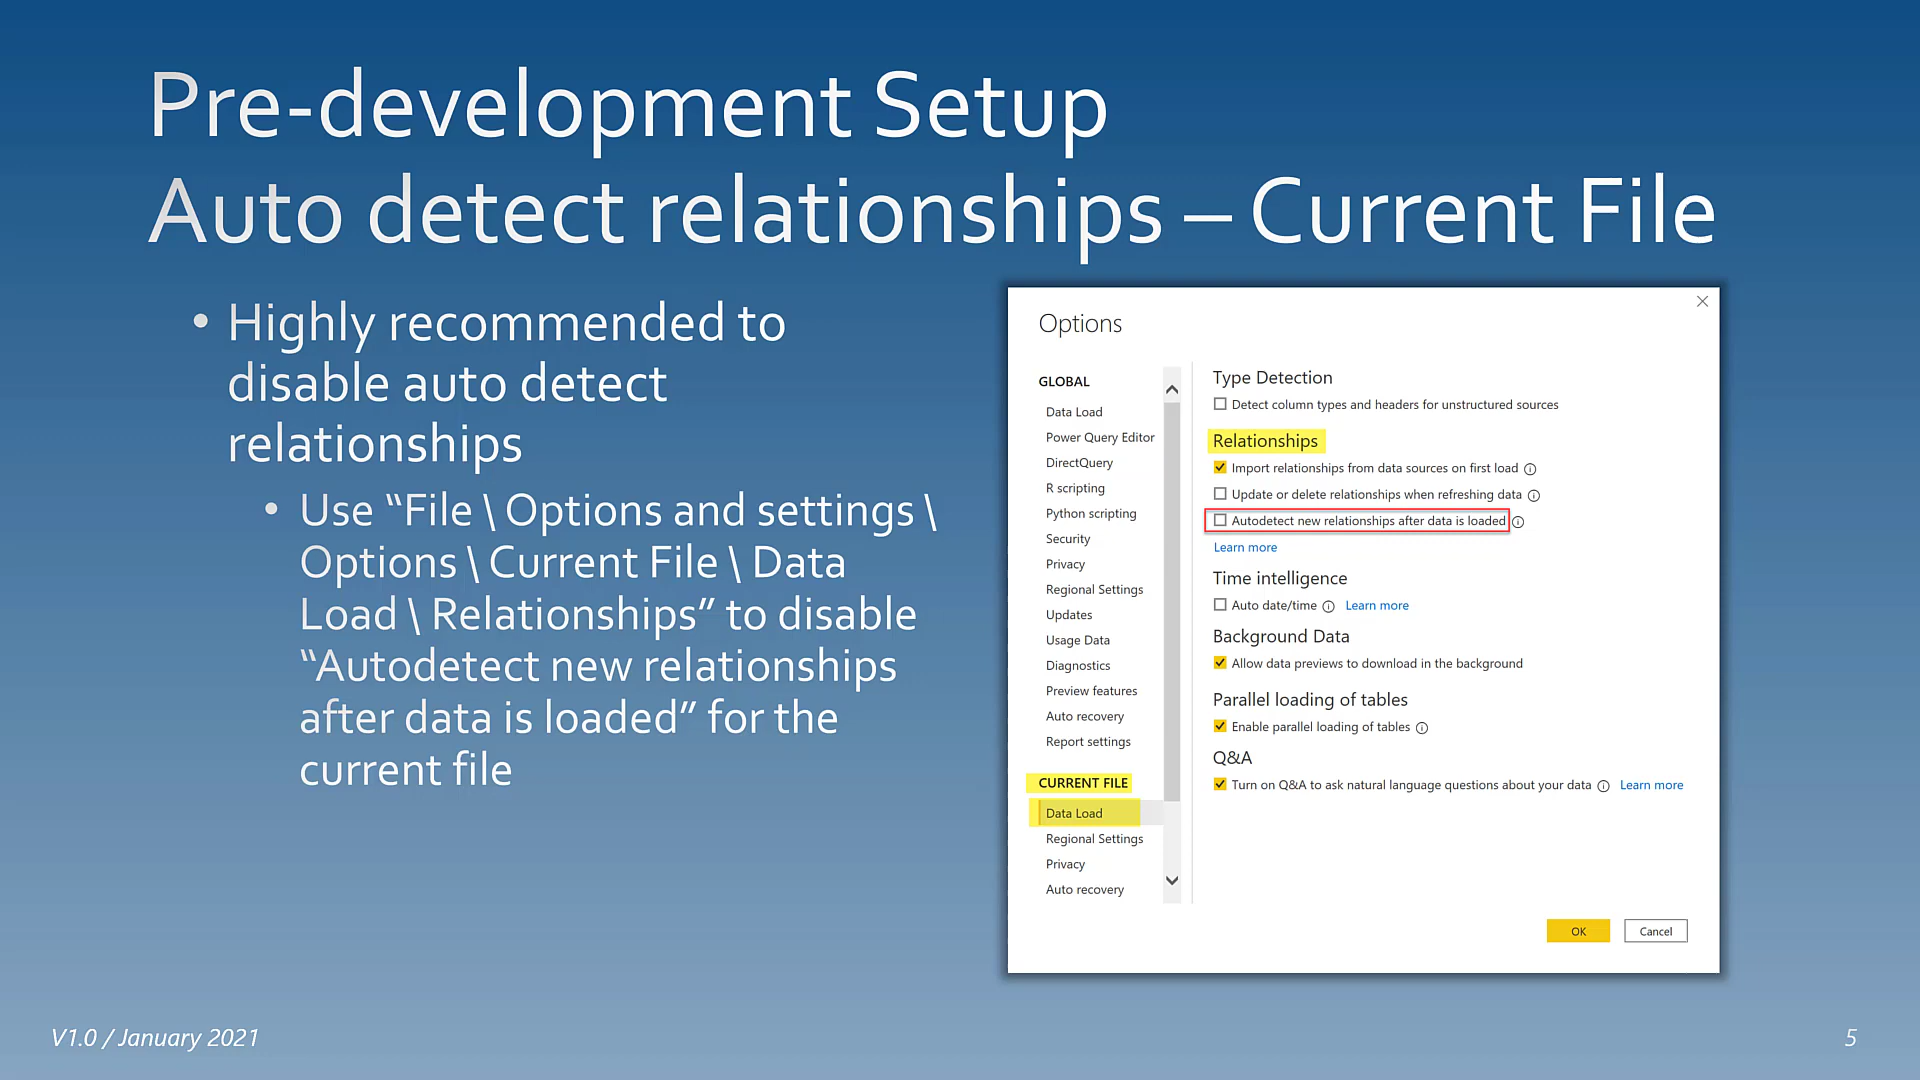 Pre-development Setup
Auto detect relationships – Current File
• Highly recommended to
disable auto detect
relationships
• Use “File \ Options and settings \
Options \ Current File \ Data
Load \ Relationships” to disable
“Autodetect new relationships
after data is loaded” for the
current file
Options
GLOBAL
Data Load
Power Query Editor
DirectQuery
R scripting
Python scripting
Security
Privacy
Regional Settings
Updates
Usage Data
Diagnostics
Preview features
Auto recovery
Report settings
CURRENT FILE
Data Load
Regional Settings
Privacy
Auto recovery
Type Detection
Detect column types and headers for unstructured sources
Relationships
Import relationships from data sources on first load
Update or delete relationships when refreshing data
Autodetect new relationships after data is loaded
Learn more
Time intelligence
Auto date/time Learn more
Background Data
Allow data previews to download in the background
Parallel loading of tables
Enable parallel loading of tables
Q&A
Turn on Q&A to ask natural language questions about your data Learn more
OK Cancel
V1.0 / January 2021
5